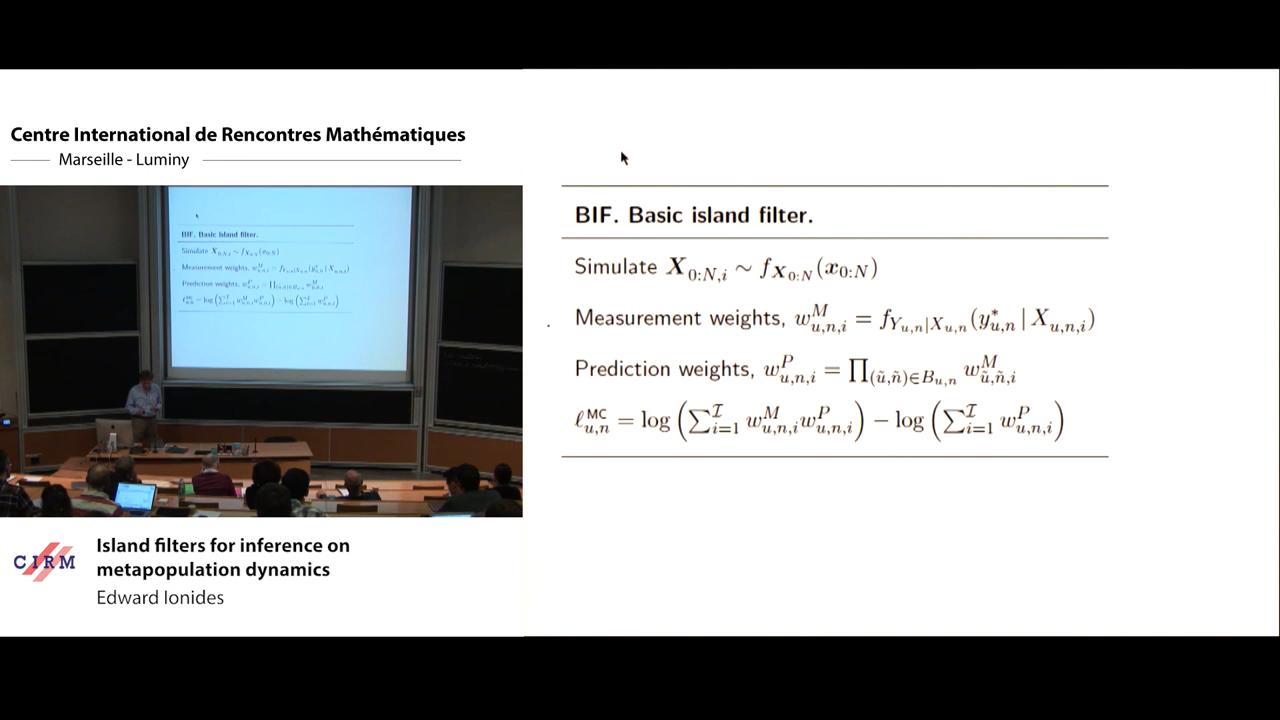 Centre International de Rencontres Mathématiques
Marseille - Luminy
BIF. Basic island filter.
Simulate X_{0:N,i} ∼ f_{X_{0:N}}(x_{0:N})
Measurement weights, w^M_{u,n,i} = f_{Y_{u,n}|X_{u,n}}(y^*_{u,n} | X_{u,n,i})
Prediction weights, w^P_{u,n,i} = ∏_{(ũ,ñ)∈B_{u,n}} w^M_{ũ,ñ,i}
ℓ^{MC}_{u,n} = log(∑^I_{i=1} w^M_{u,n,i} w^P_{u,n,i}) − log(∑^I_{i=1} w^P_{u,n,i})
CIRM
Island filters for inference on
metapopulation dynamics
Edward Ionides